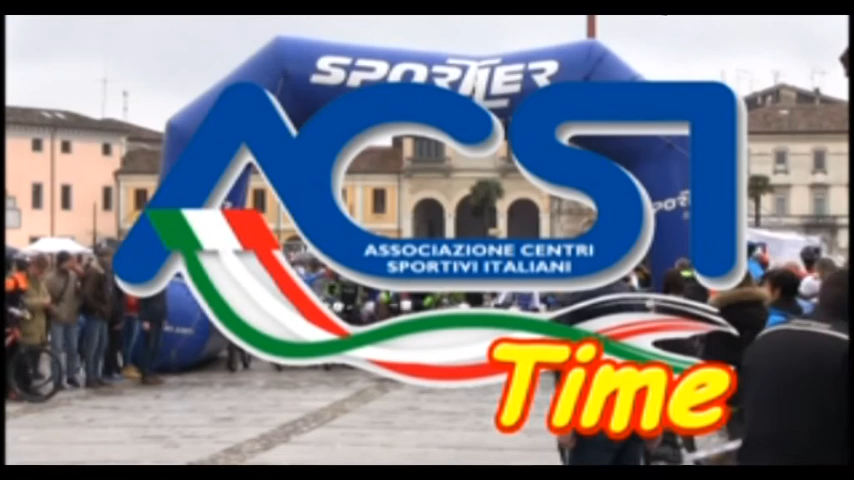 SPORTLER
ACSI
ASSOCIAZIONE CENTRI
SPORTIVI ITALIANI
Time